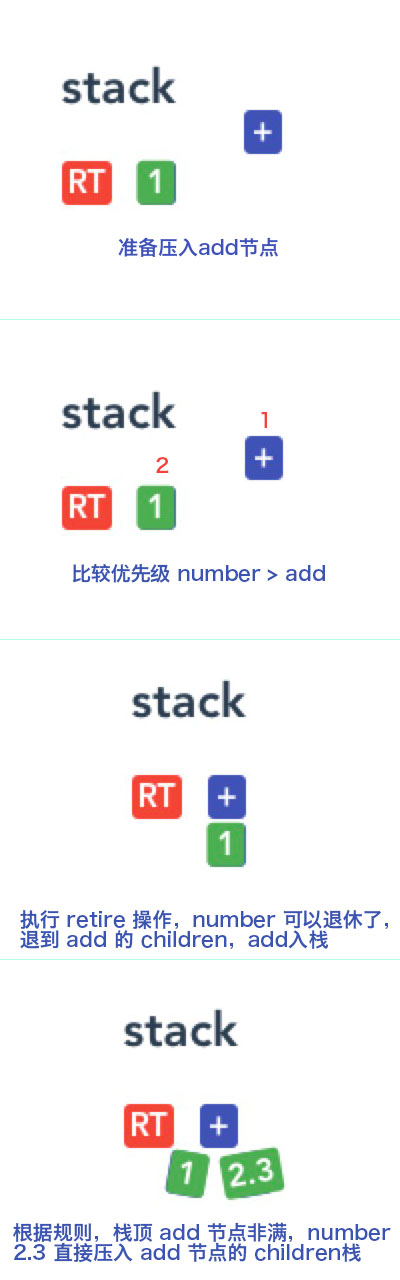 stack
+
RT 1
准备压入add节点
stack
1
+
2
RT 1
比较优先级 number > add
stack
RT +
1
执行 retire 操作，number 可以退休了，
退到 add 的 children，add入栈
stack
RT +
1 2.3
根据规则，栈顶 add 节点非满，number
2.3 直接压入 add 节点的 children栈